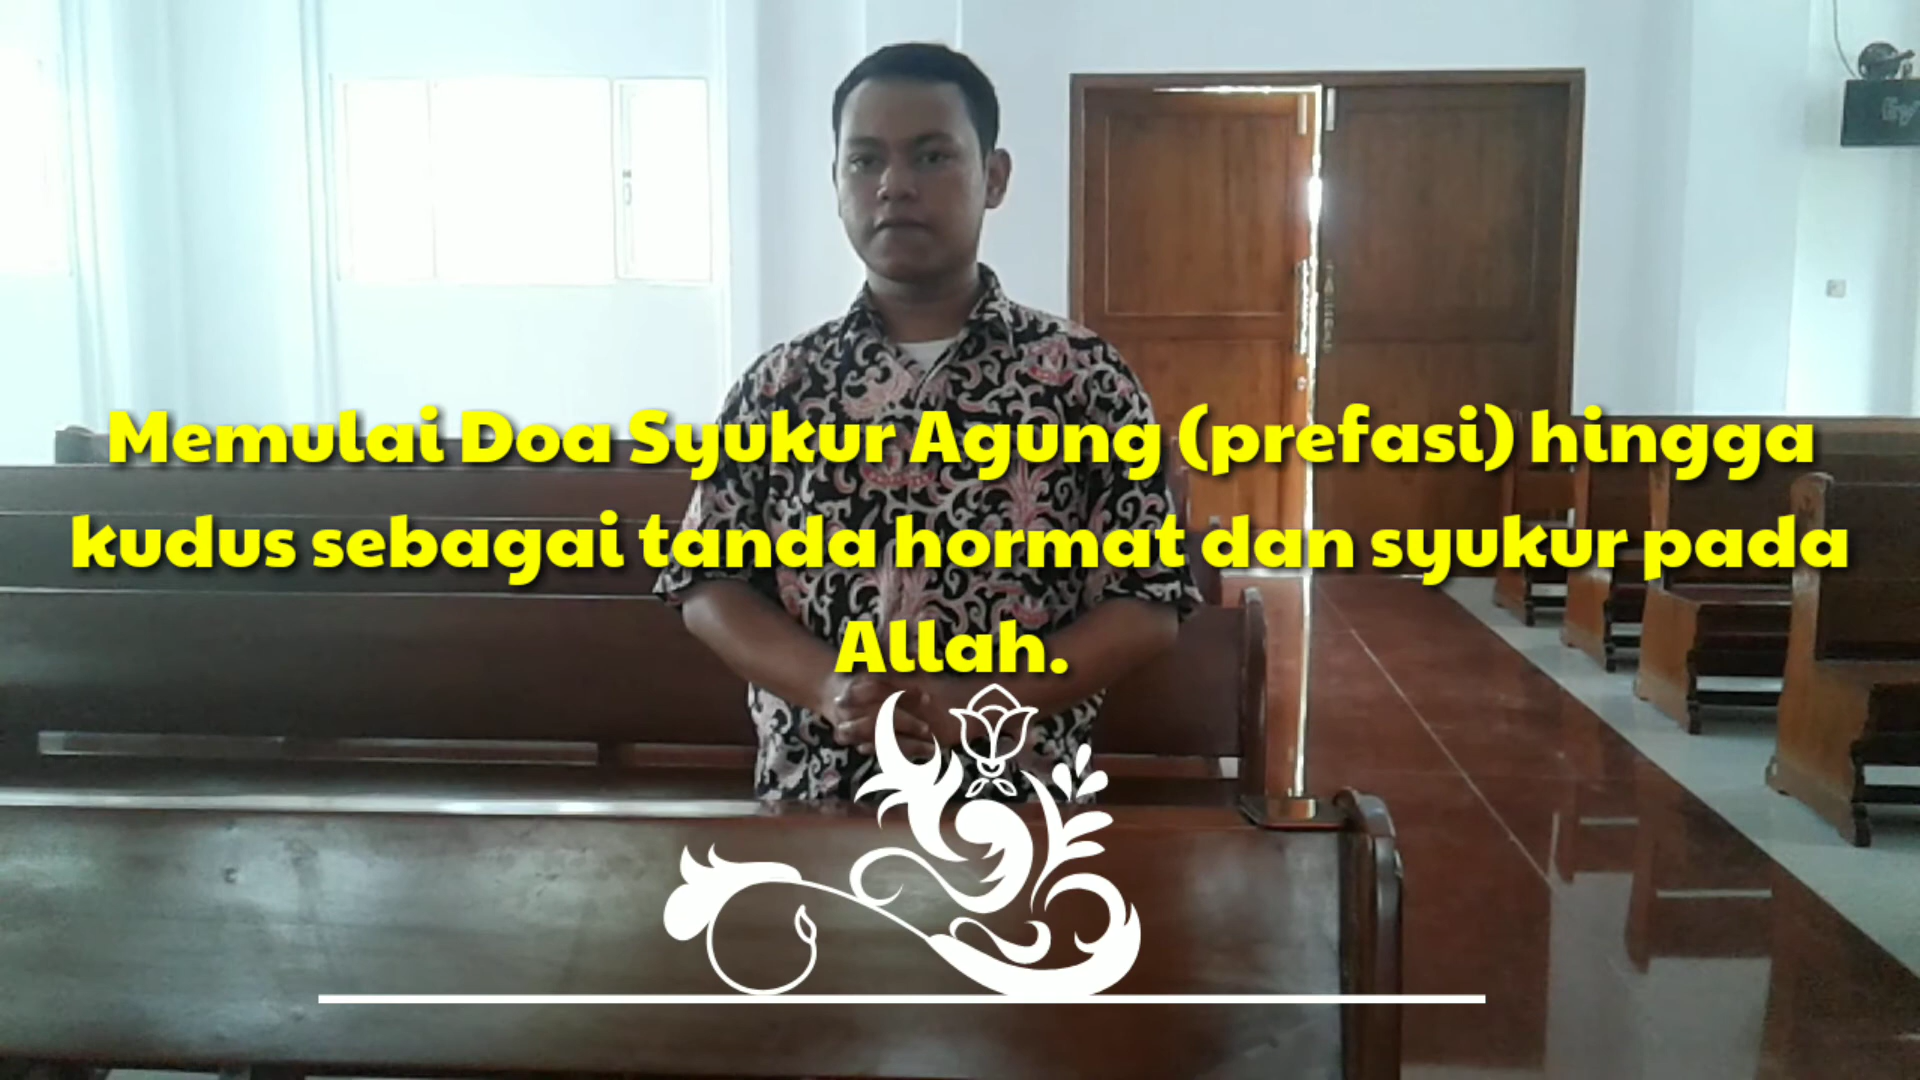 Memulai Doa Syukur Agung (prefasi) hingga
kudus sebagai tanda hormat dan syukur pada
Allah.